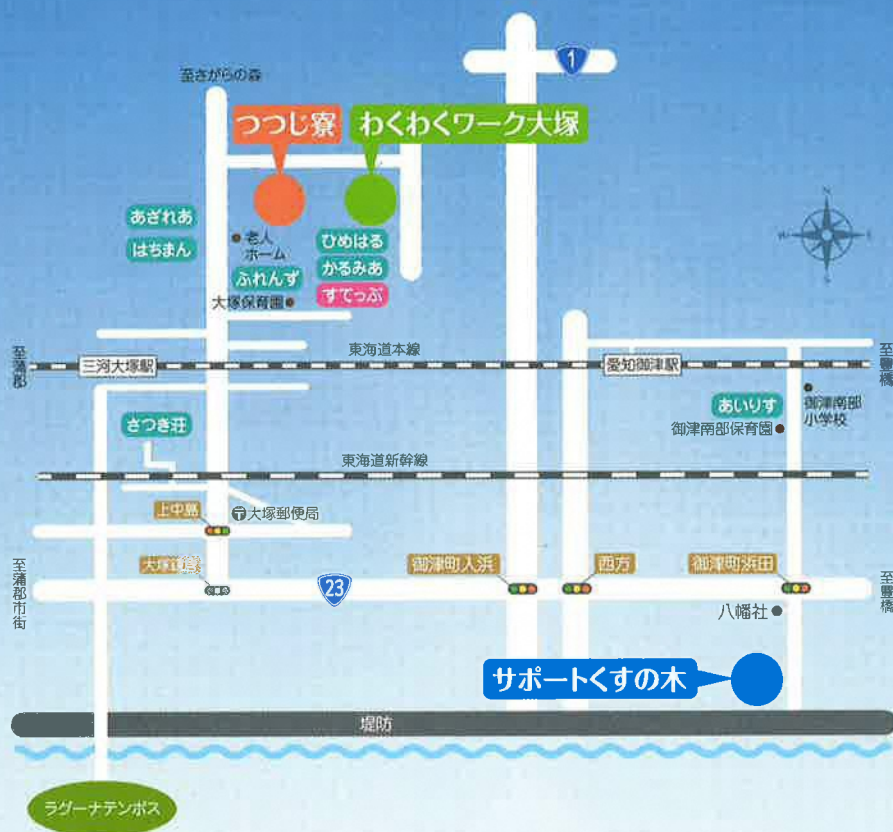 1
至さがらの森
つつじ寮
わくわくワーク大塚
あざれあ
はちまん
老人
ホーム
ひめはる
かるみあ
すてっぷ
ふれんず
大塚保育園
N
W
E
S
東海道本線
至蒲郡
三河大塚駅
愛知御津駅
至豊橋
さつき荘
あいりす
御津南部保育園
御津南部
小学校
東海道新幹線
上中島
〒大塚郵便局
至蒲郡市街
大塚
23
御津町入浜
西方
御津町浜田
至豊橋
八幡社
サポートくすの木
堤防
ラグーナテンボス